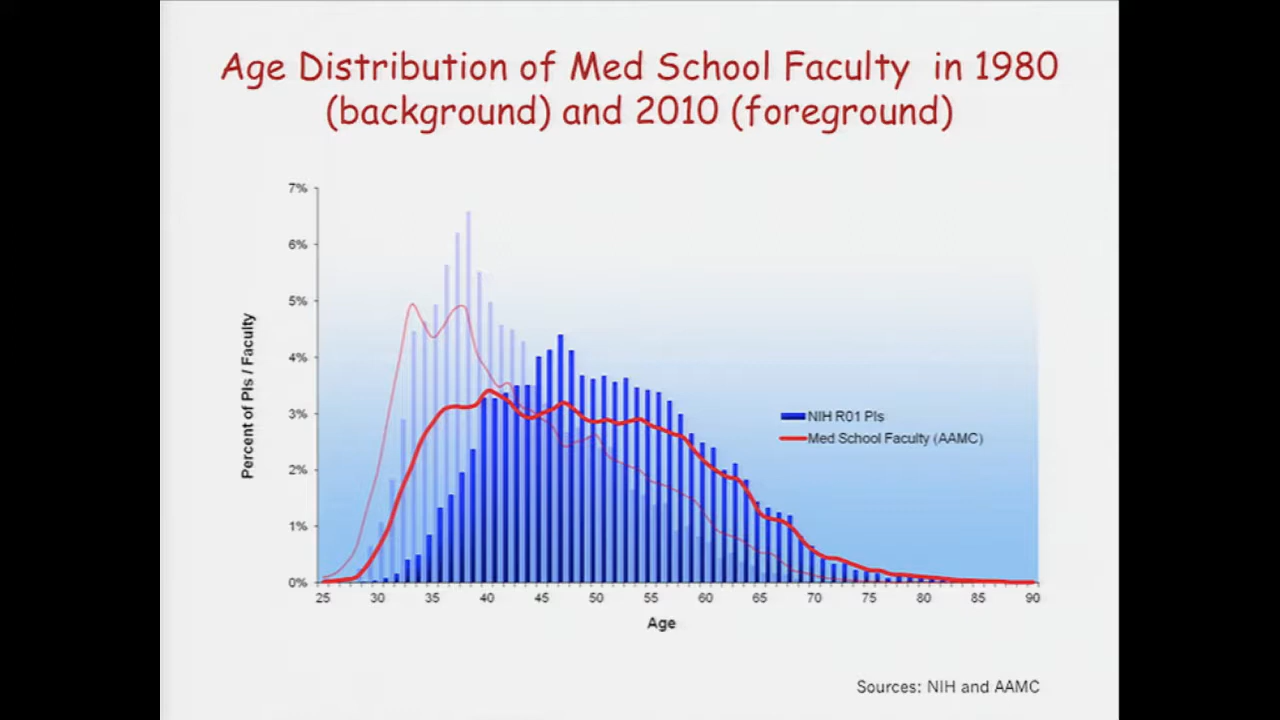 Age Distribution of Med School Faculty in 1980
(background) and 2010 (foreground)
7%
6%
5%
4%
3%
2%
1%
0%
Percent of PIs / Faculty
NIH R01 PIs
Med School Faculty (AAMC)
25 30 35 40 45 50 55 60 65 70 75 80 85 90
Age
Sources: NIH and AAMC